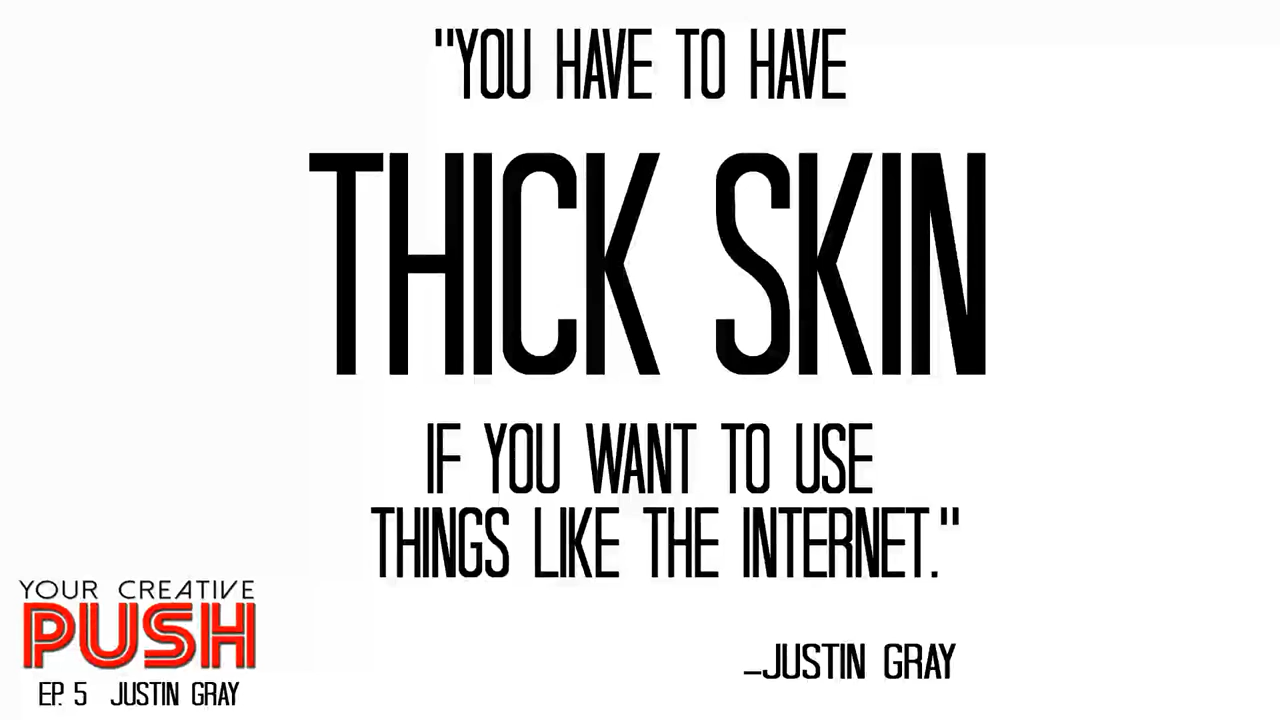 "YOU HAVE TO HAVE
THICK SKIN
IF YOU WANT TO USE
THINGS LIKE THE INTERNET."
–JUSTIN GRAY
YOUR CREATIVE
PUSH
EP. 5 JUSTIN GRAY